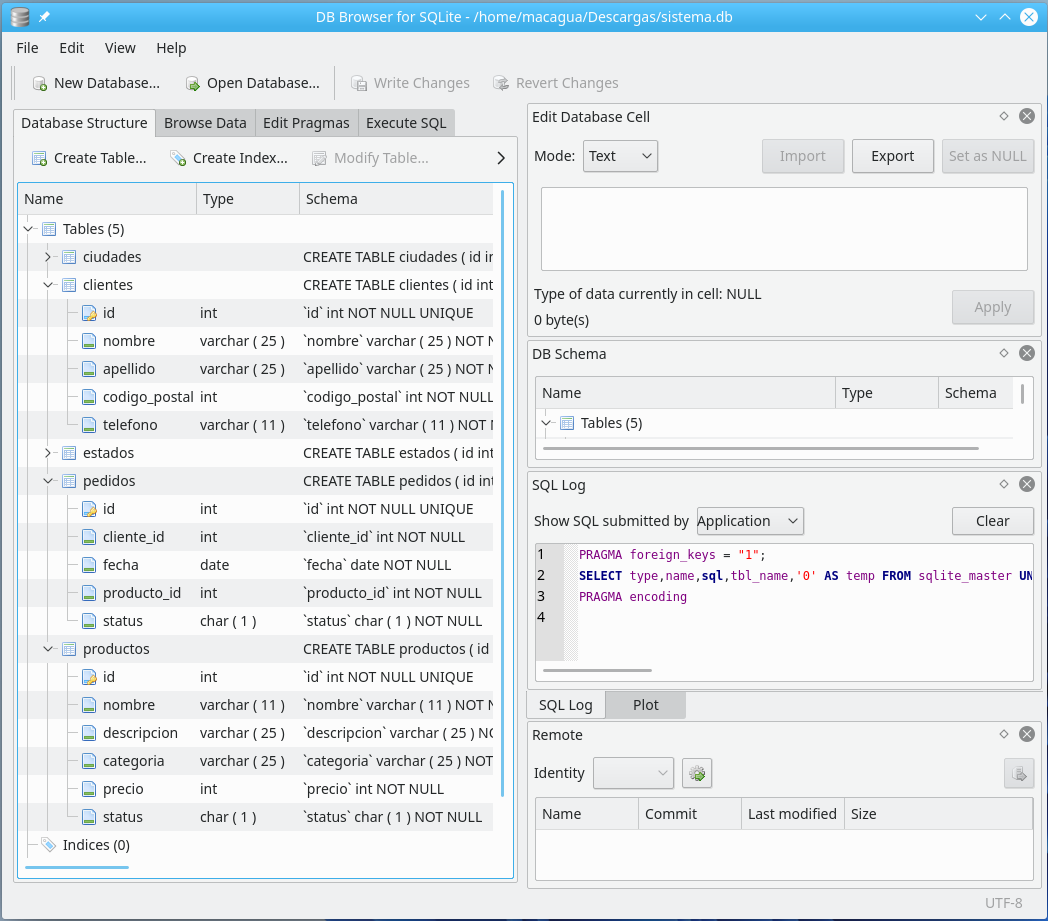 DB Browser for SQLite - /home/macagua/Descargas/sistema.db
File Edit View Help
New Database... Open Database... Write Changes Revert Changes
Database Structure Browse Data Edit Pragmas Execute SQL
Create Table... Create Index... Modify Table...
Name Type Schema
Tables (5)
ciudades CREATE TABLE ciudades ( id in
clientes CREATE TABLE clientes ( id int
id int `id` int NOT NULL UNIQUE
nombre varchar ( 25 ) `nombre` varchar ( 25 ) NOT N
apellido varchar ( 25 ) `apellido` varchar ( 25 ) NOT N
codigo_postal int `codigo_postal` int NOT NULL
telefono varchar ( 11 ) `telefono` varchar ( 11 ) NOT N
estados CREATE TABLE estados ( id int
pedidos CREATE TABLE pedidos ( id int
id int `id` int NOT NULL UNIQUE
cliente_id int `cliente_id` int NOT NULL
fecha date `fecha` date NOT NULL
producto_id int `producto_id` int NOT NULL
status char ( 1 ) `status` char ( 1 ) NOT NULL
productos CREATE TABLE productos ( id
id int `id` int NOT NULL UNIQUE
nombre varchar ( 11 ) `nombre` varchar ( 11 ) NOT N
descripcion varchar ( 25 ) `descripcion` varchar ( 25 ) NO
categoria varchar ( 25 ) `categoria` varchar ( 25 ) NOT
precio int `precio` int NOT NULL
status char ( 1 ) `status` char ( 1 ) NOT NULL
Indices (0)
Edit Database Cell
Mode: Text Import Export Set as NULL
Type of data currently in cell: NULL
0 byte(s)
Apply
DB Schema
Name Type Schema
Tables (5)
SQL Log
Show SQL submitted by Application Clear
1 PRAGMA foreign_keys = "1";
2 SELECT type,name,sql,tbl_name,'0' AS temp FROM sqlite_master UN
3 PRAGMA encoding
4
SQL Log Plot
Remote
Identity
Name Commit Last modified Size
UTF-8